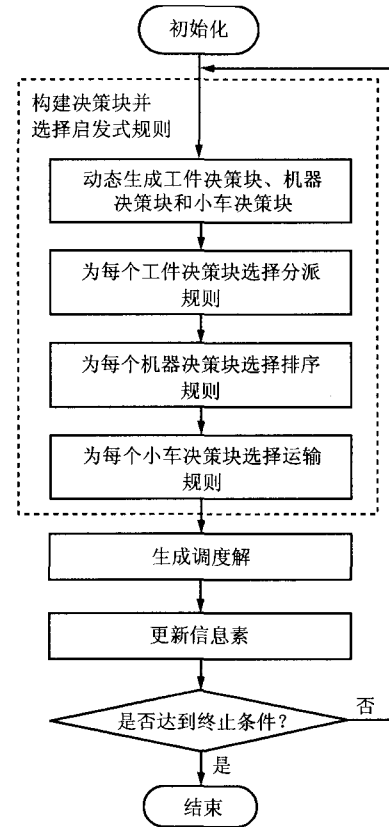 初始化
构建决策块并
选择启发式规则
动态生成工件决策块、机器
决策块和小车决策块
为每个工件决策块选择分派
规则
为每个机器决策块选择排序
规则
为每个小车决策块选择运输
规则
生成调度解
更新信息素
是否达到终止条件?
否
是
结束